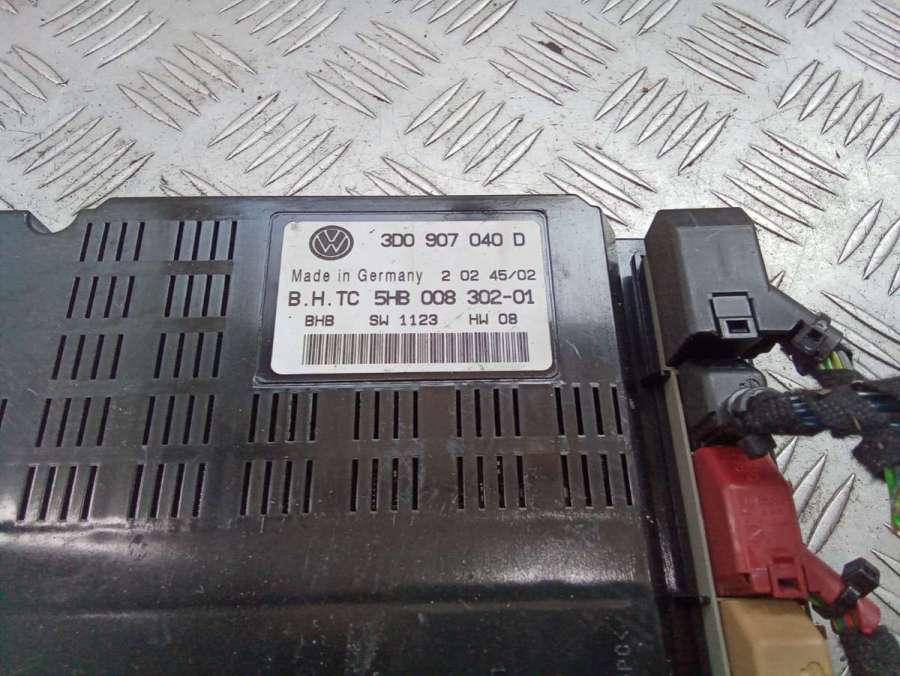 3D0 907 040 D
Made in Germany 2 02 45/02
B.H.TC 5HB 008 302-01
BHB SW 1123 HW 08
>PC<